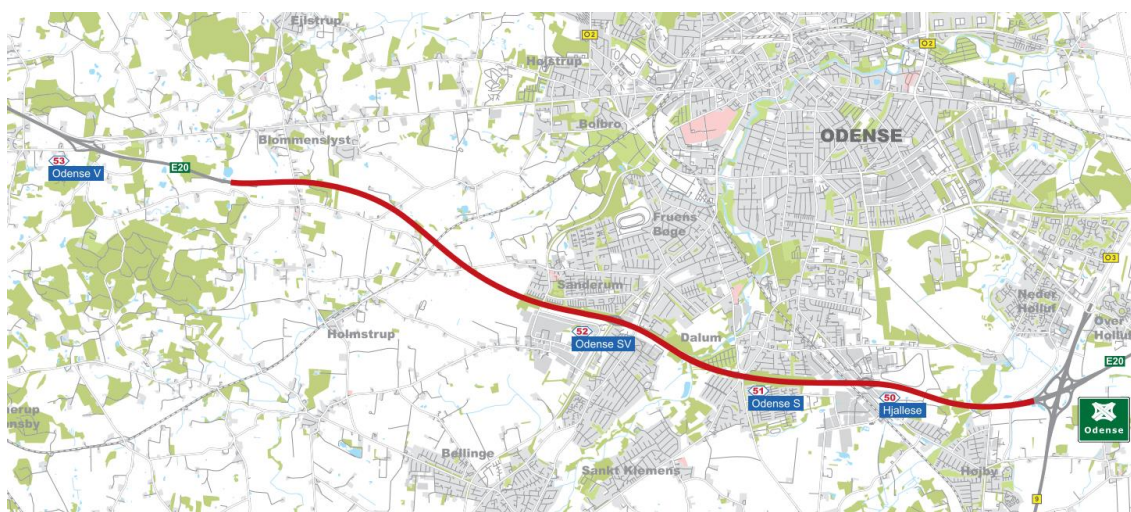 Ejlstrup
O2
O2
Holstrup
Bolbro
ODENSE
Blommenslyst
53
Odense V
E20
Fruens
Bøge
O3
Sanderum
Neder
Holluf
Over
Holluf
Holmstrup
52
Odense SV
Dalum
E20
51
Odense S
50
Hjallese
Odense
Bellinge
Sankt Klemens
Højby
9